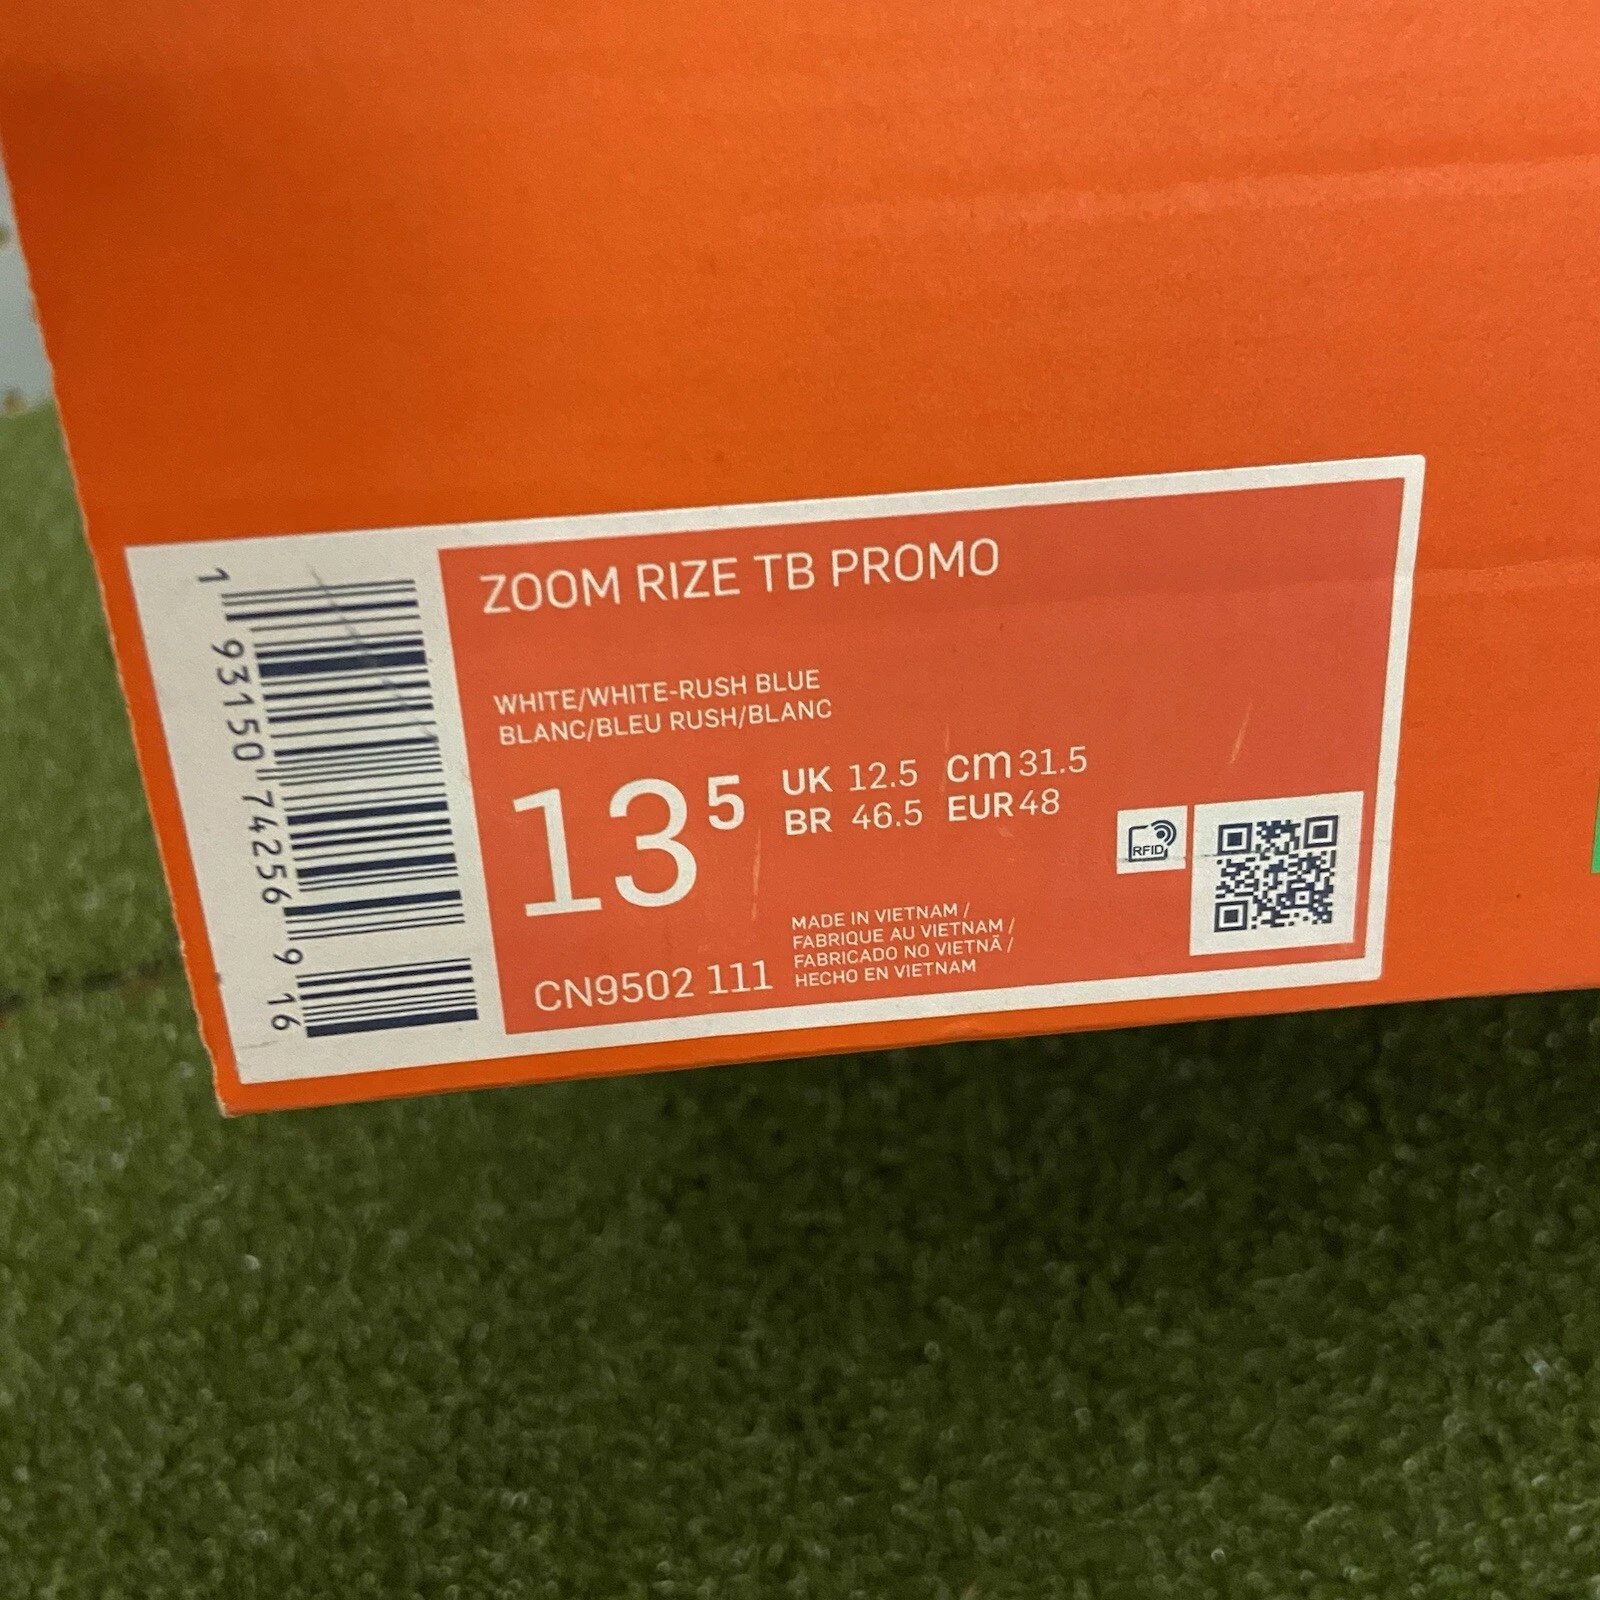 ZOOM RIZE TB PROMO
WHITE/WHITE-RUSH BLUE
BLANC/BLEU RUSH/BLANC
13 5
UK 12.5 cm 31.5
BR 46.5 EUR 48
MADE IN VIETNAM /
FABRIQUE AU VIETNAM /
FABRICADO NO VIETNÃ /
HECHO EN VIETNAM
CN9502 111
RFID
1 93150 74256 9 16